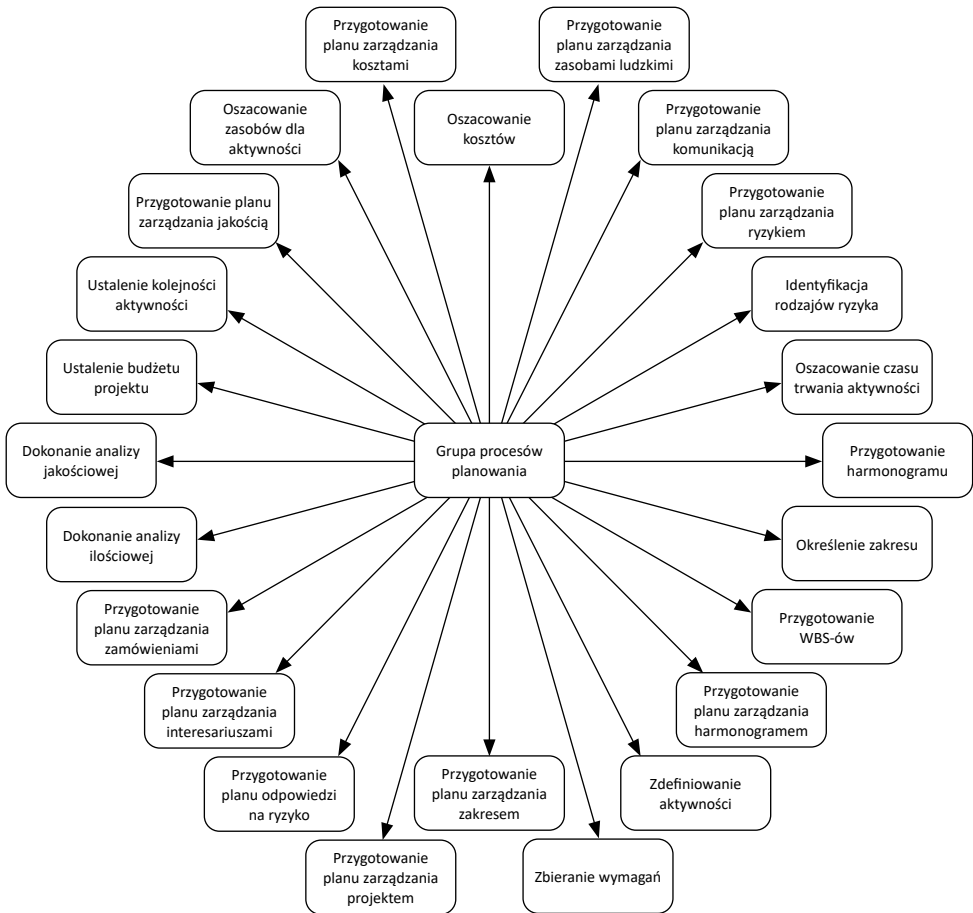 Przygotowanie
planu zarządzania
kosztami
Przygotowanie
planu zarządzania
zasobami ludzkimi
Oszacowanie
zasobów dla
aktywności
Oszacowanie
kosztów
Przygotowanie
planu zarządzania
komunikacją
Przygotowanie planu
zarządzania jakością
Przygotowanie
planu zarządzania
ryzykiem
Ustalenie kolejności
aktywności
Identyfikacja
rodzajów ryzyka
Ustalenie budżetu
projektu
Oszacowanie czasu
trwania aktywności
Dokonanie analizy
jakościowej
Grupa procesów
planowania
Przygotowanie
harmonogramu
Dokonanie analizy
ilościowej
Określenie zakresu
Przygotowanie
planu zarządzania
zamówieniami
Przygotowanie
WBS-ów
Przygotowanie
planu zarządzania
interesariuszami
Przygotowanie
planu zarządzania
harmonogramem
Przygotowanie
planu odpowiedzi
na ryzyko
Przygotowanie
planu zarządzania
zakresem
Zdefiniowanie
aktywności
Przygotowanie
planu zarządzania
projektem
Zbieranie wymagań